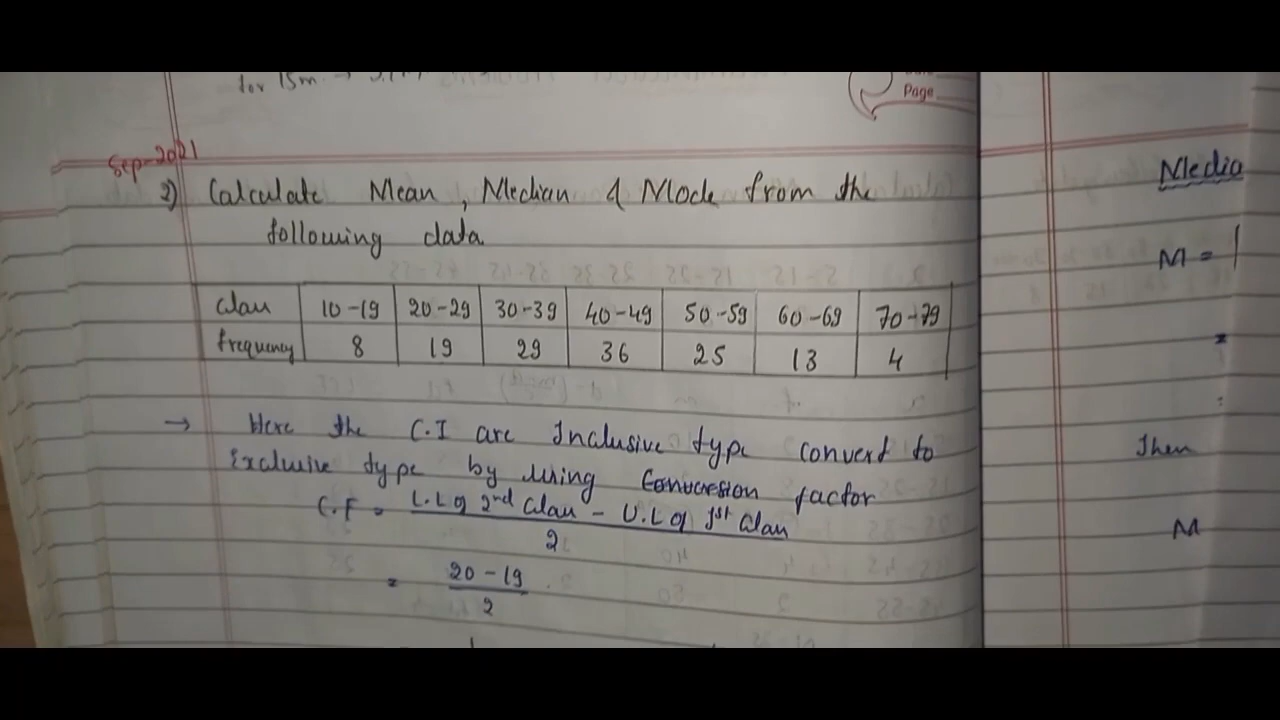 for 15m →
Page
Sep-2021
2) Calculate Mean, Median & Mode from the
following data
Class 10-19 20-29 30-39 40-49 50-59 60-69 70-79
frequency 8 19 29 36 25 13 4
→ Here the C.I are Inclusive type convert to
Exclusive type by using Conversion factor
C.F = L.L of 2nd Class - U.L of 1st Class
2
= 20-19
2
Media
M =
=
Then
M